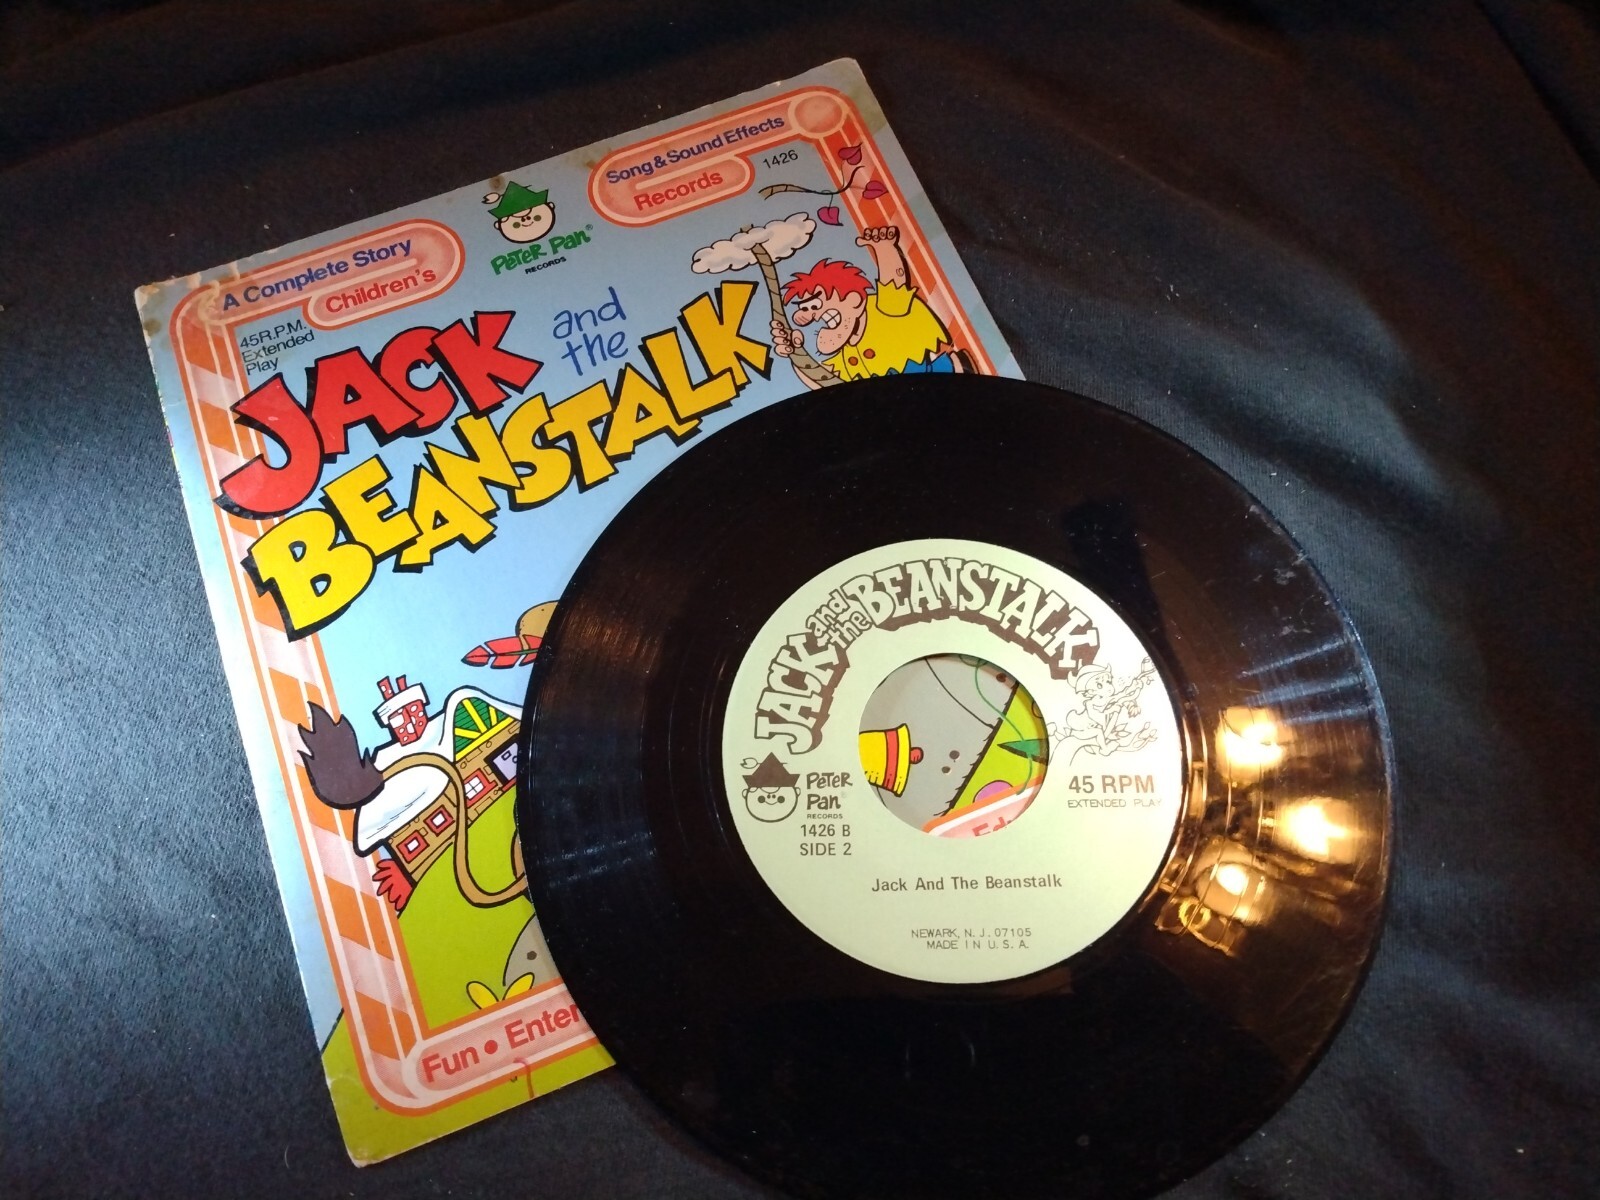 A Complete Story
Children's
45 R.P.M.
Extended
Play
PETER PAN®
RECORDS
Song & Sound Effects
Records
1426
JACK and the
BEANSTALK
Fun •
JACK and the BEANSTALK
PETER
PAN®
RECORDS
1426 B
SIDE 2
45 RPM
EXTENDED PLAY
Jack And The Beanstalk
NEWARK, N. J. 07105
MADE IN U. S. A.